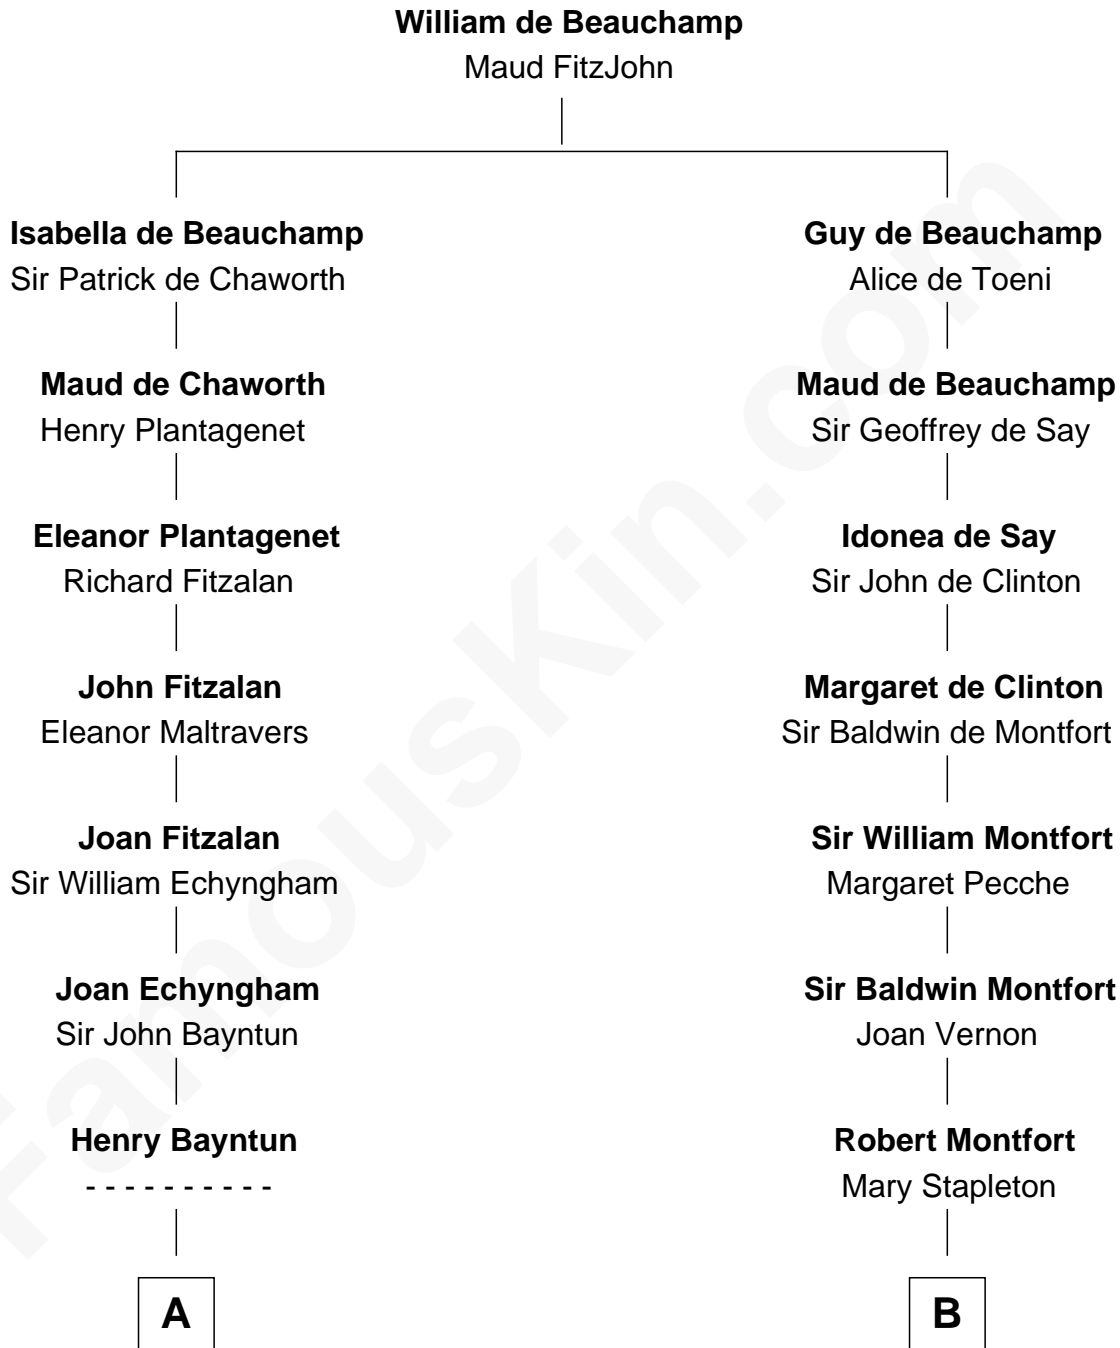 William de Beauchamp
Maud FitzJohn
Isabella de Beauchamp
Sir Patrick de Chaworth
Guy de Beauchamp
Alice de Toeni
Maud de Chaworth
Henry Plantagenet
Maud de Beauchamp
Sir Geoffrey de Say
Eleanor Plantagenet
Richard Fitzalan
Idonea de Say
Sir John de Clinton
John Fitzalan
Eleanor Maltravers
Margaret de Clinton
Sir Baldwin de Montfort
Joan Fitzalan
Sir William Echyngham
Sir William Montfort
Margaret Pecche
Joan Echyngham
Sir John Bayntun
Sir Baldwin Montfort
Joan Vernon
Henry Bayntun
- - - - - - - - - -
Robert Montfort
Mary Stapleton
A
B
FamousKin.com